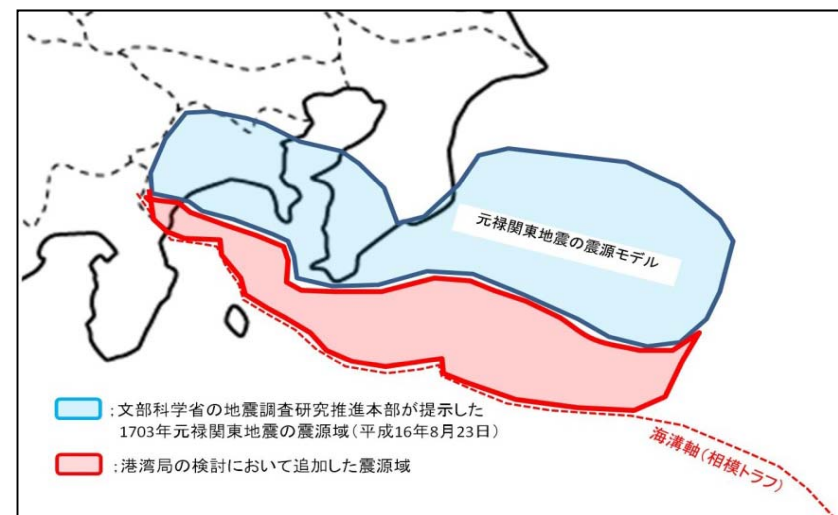 元禄関東地震の震源モデル
：文部科学省の地震調査研究推進本部が提示した
1703年元禄関東地震の震源域（平成16年8月23日）
：港湾局の検討において追加した震源域
海溝軸（相模トラフ）